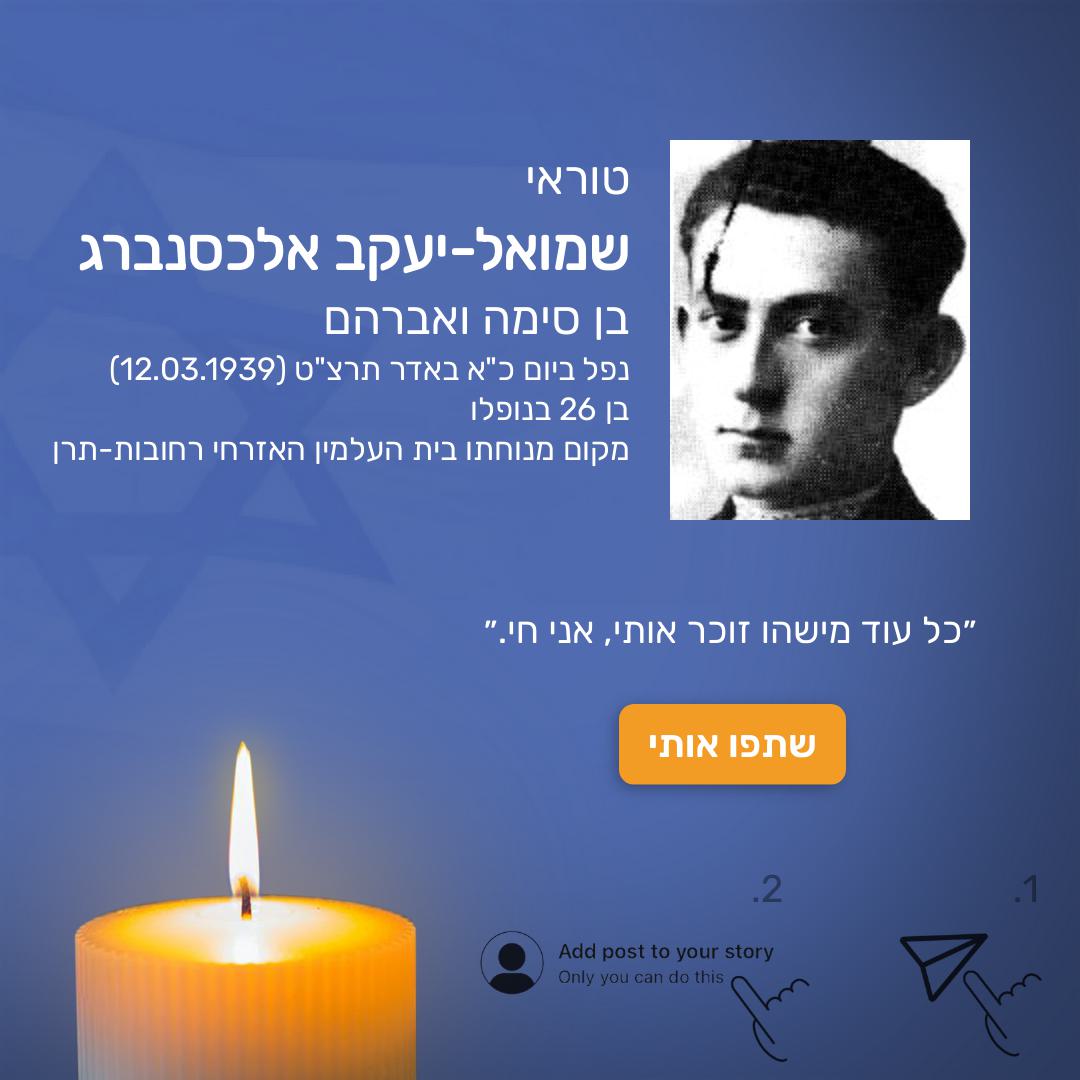 טוראי
שמואל-יעקב אלכסנברג
בן סימה ואברהם
נפל ביום כ"א באדר תרצ"ט (12.03.1939)
בן 26 בנופלו
מקום מנוחתו בית העלמין האזרחי רחובות-תרן
״כל עוד מישהו זוכר אותי, אני חי.״
שתפו אותי
1.
2.
Add post to your story
Only you can do this